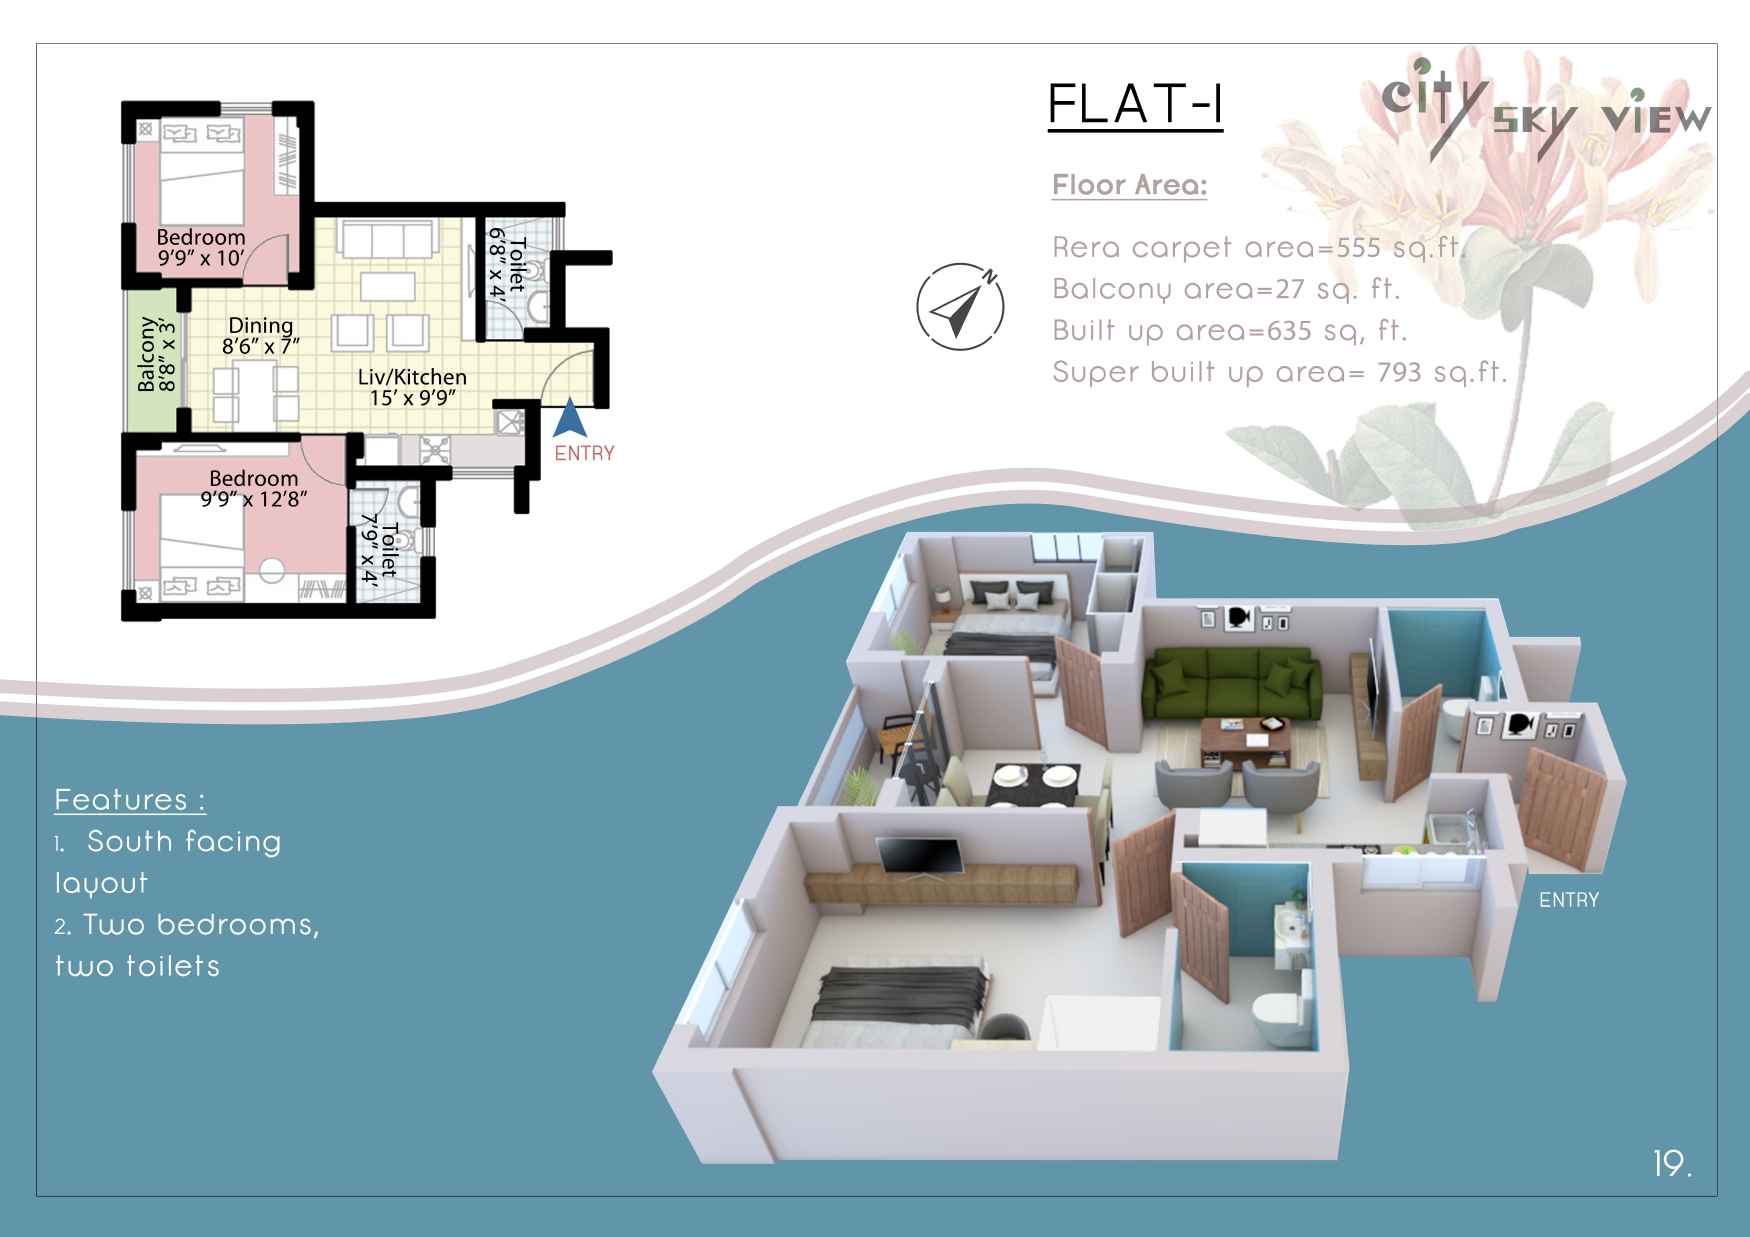 FLAT-I
city sky view
Floor Area:
Rera carpet area=555 sq.ft.
Balcony area=27 sq. ft.
Built up area=635 sq, ft.
Super built up area= 793 sq.ft.
N
Bedroom
9'9" x 10'
Toilet
6'8" x 4'
Balcony
8'8" x 3'
Dining
8'6" x 7"
Liv/Kitchen
15' x 9'9"
ENTRY
Bedroom
9'9" x 12'8"
Toilet
7'9" x 4'
Features :
1. South facing
layout
2. Two bedrooms,
two toilets
ENTRY
19.